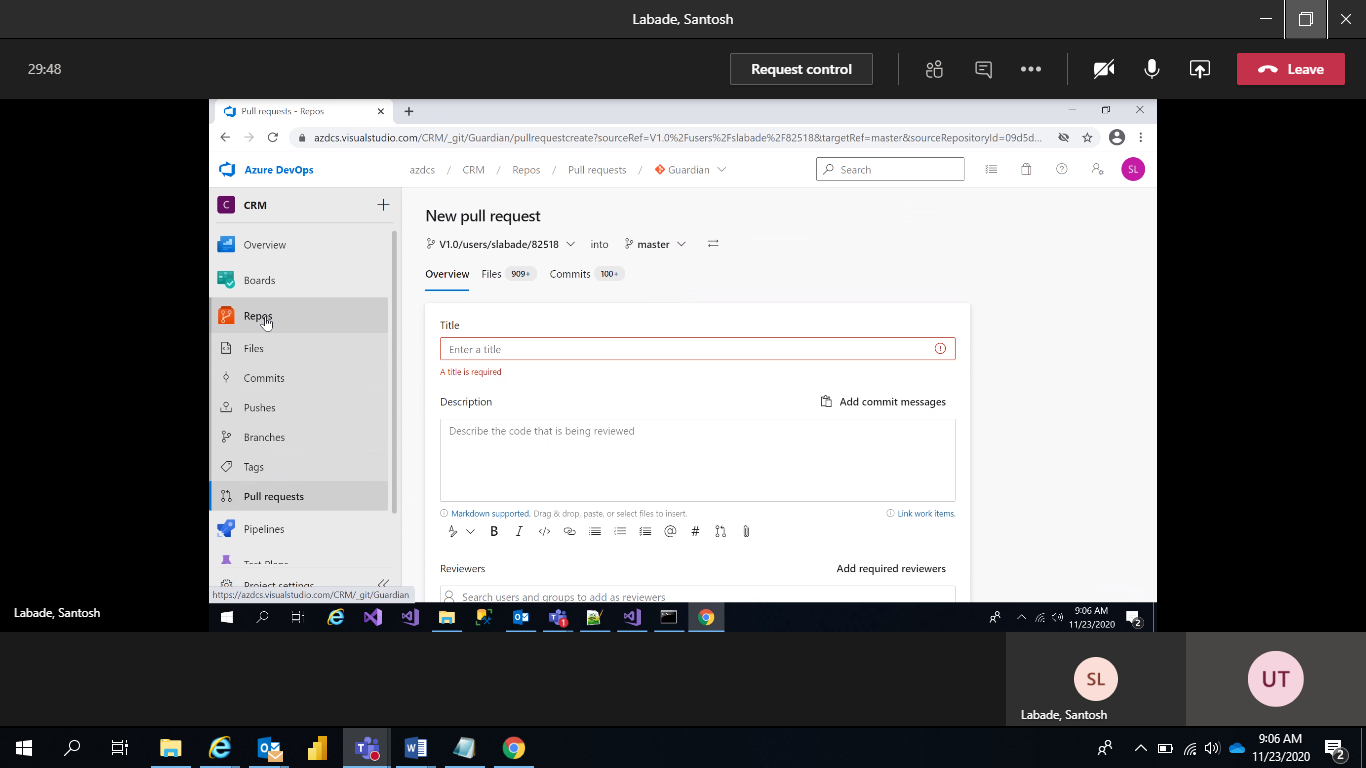 Labade, Santosh
29:48
Request control
Leave
Pull requests - Repos
azdcs.visualstudio.com/CRM/_git/Guardian/pullrequestcreate?sourceRef=V1.0%2Fusers%2Fslabade%2F82518&targetRef=master&sourceRepositoryId=09d5d...
Azure DevOps
azdcs / CRM / Repos / Pull requests / Guardian
Search
SL
C CRM
Overview
Boards
Repos
Files
Commits
Pushes
Branches
Tags
Pull requests
Pipelines
Test Plans
Project settings
https://azdcs.visualstudio.com/CRM/_git/Guardian
New pull request
V1.0/users/slabade/82518 into master
Overview Files 909+ Commits 100+
Title
Enter a title
A title is required
Description
Add commit messages
Describe the code that is being reviewed
Markdown supported. Drag & drop, paste, or select files to insert.
Link work items.
Reviewers
Add required reviewers
Search users and groups to add as reviewers
9:06 AM
11/23/2020
2
Labade, Santosh
SL
Labade, Santosh
UT
9:06 AM
11/23/2020
2